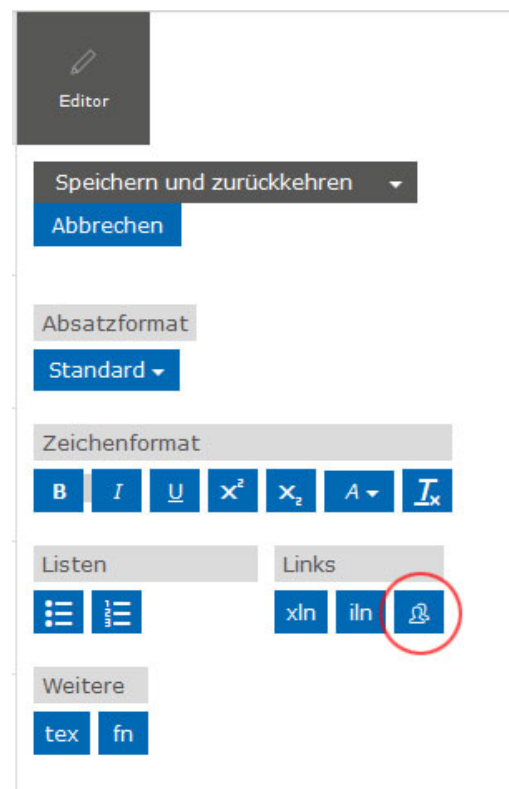 Editor
Speichern und zurückkehren
Abbrechen
Absatzformat
Standard
Zeichenformat
B I U x² x₂ A Tx
Listen Links
xln iln
Weitere
tex fn